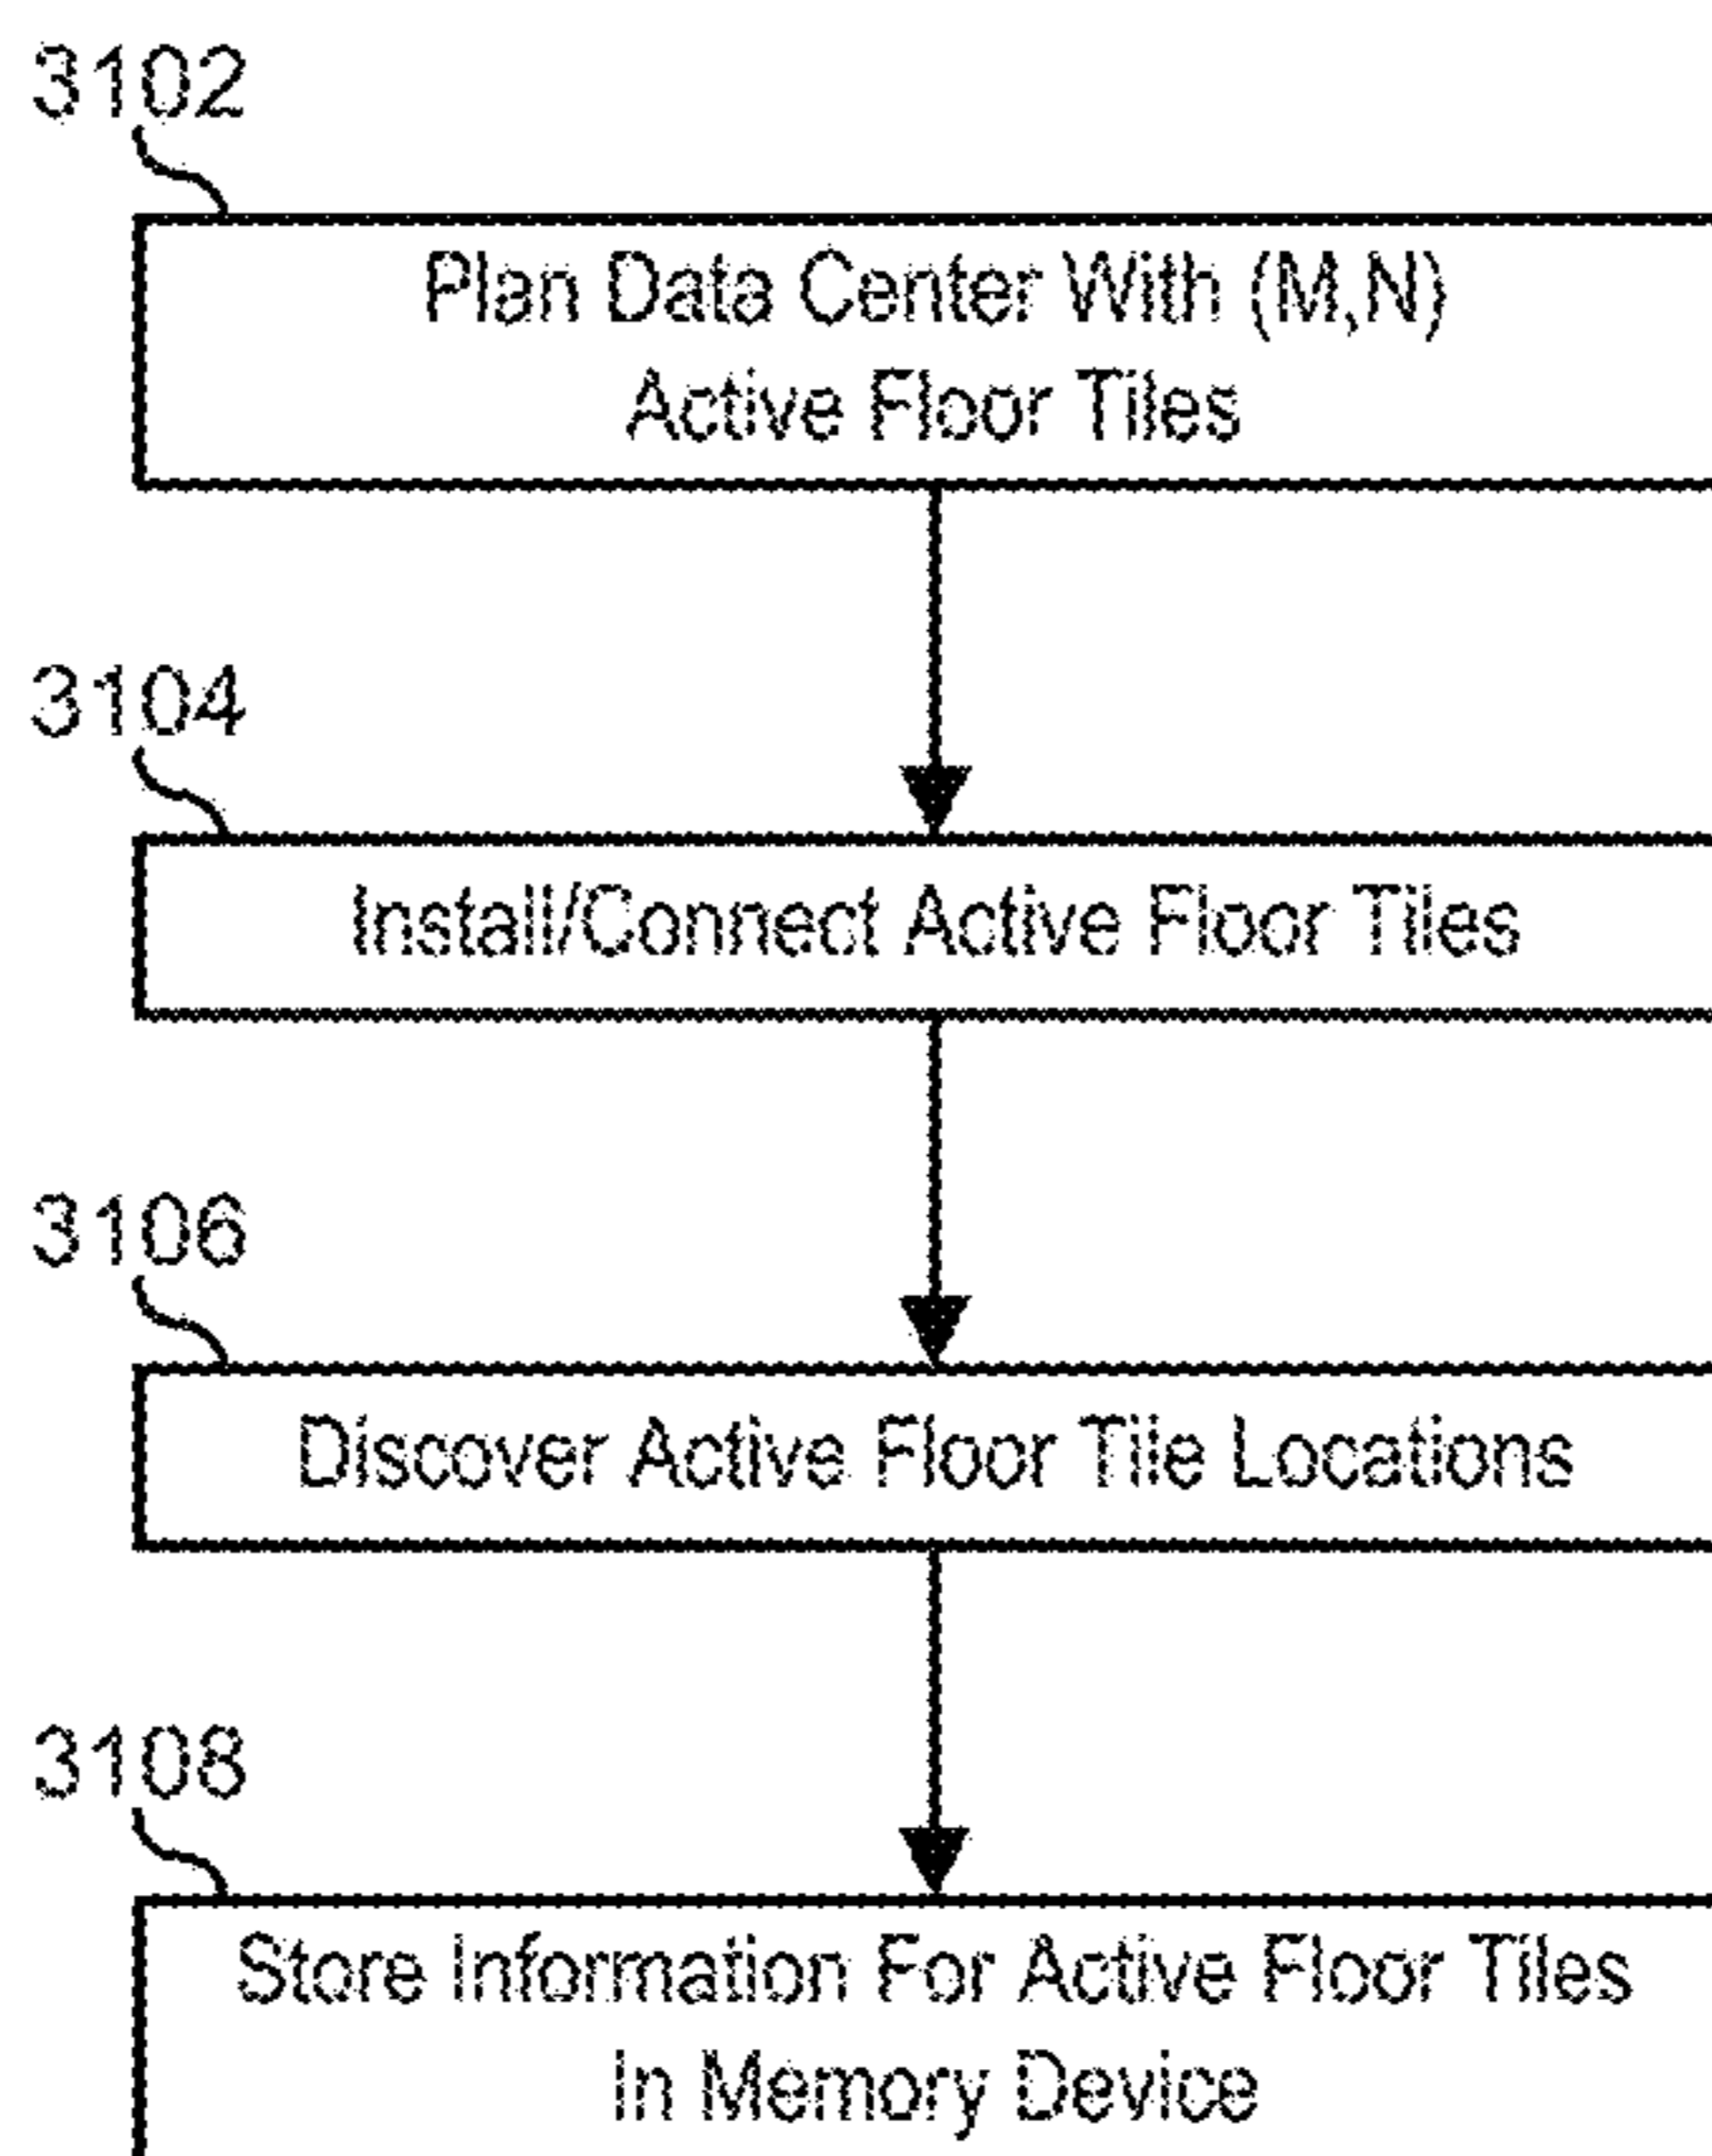 3102
Plan Data Center With (M,N)
Active Floor Tiles
3104
Install/Connect Active Floor Tiles
3106
Discover Active Floor Tile Locations
3108
Store Information For Active Floor Tiles
In Memory Device